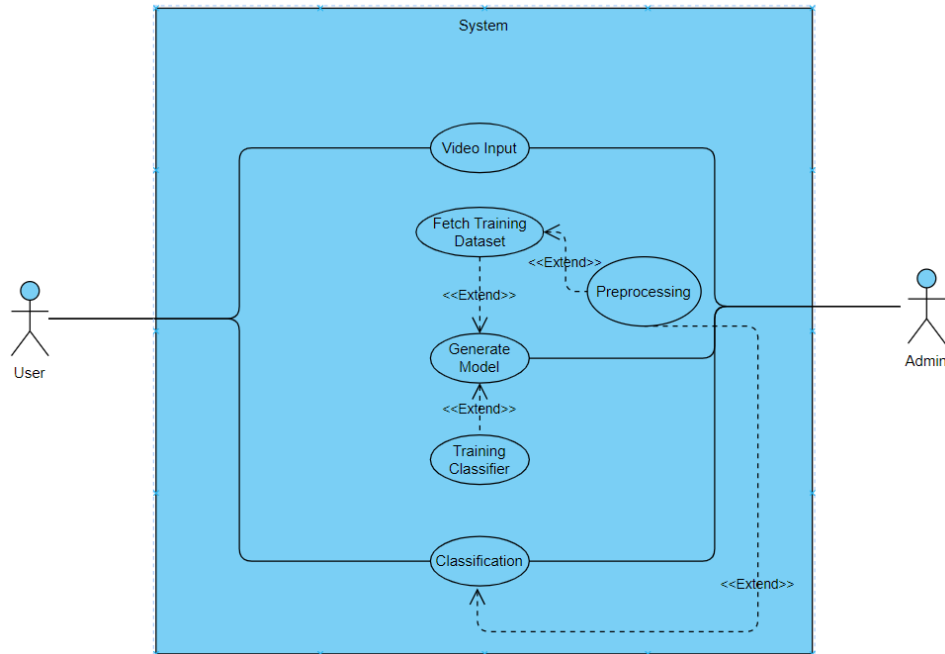 System
Video Input
Fetch Training
Dataset
<<Extend>>
Preprocessing
<<Extend>>
User
Generate
Model
Admin
<<Extend>>
Training
Classifier
Classification
<<Extend>>